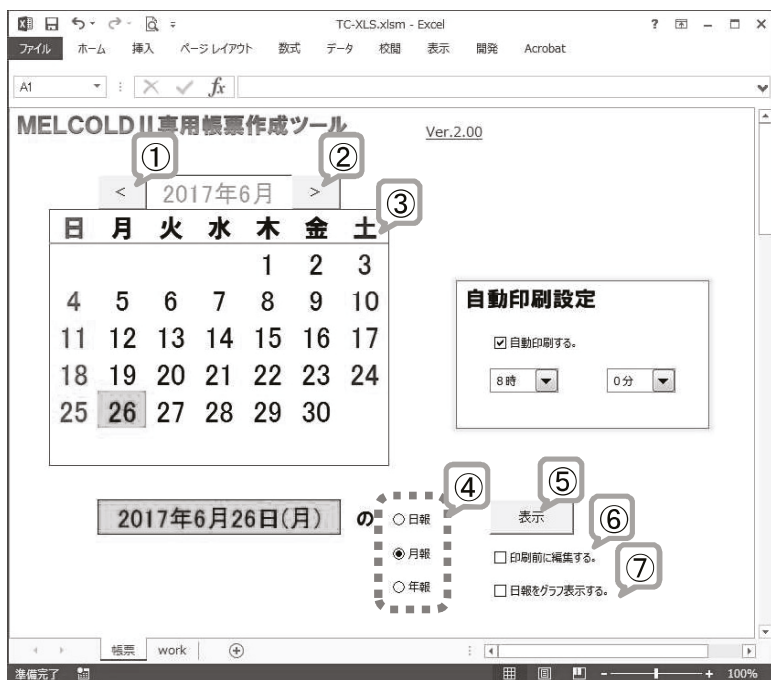 TC-XLS.xlsm - Excel
ファイル ホーム 挿入 ページレイアウト 数式 データ 校閲 表示 開発 Acrobat
A1 fx
MELCOLDⅡ専用帳票作成ツール
Ver.2.00
① ②
< 2017年6月 >
③
日 月 火 水 木 金 土
1 2 3
4 5 6 7 8 9 10
11 12 13 14 15 16 17
18 19 20 21 22 23 24
25 26 27 28 29 30
自動印刷設定
自動印刷する。
8時 0分
2017年6月26日(月) の
④
日報
月報
年報
⑤
表示
⑥
印刷前に編集する。
⑦
日報をグラフ表示する。
帳票 work
準備完了 100%